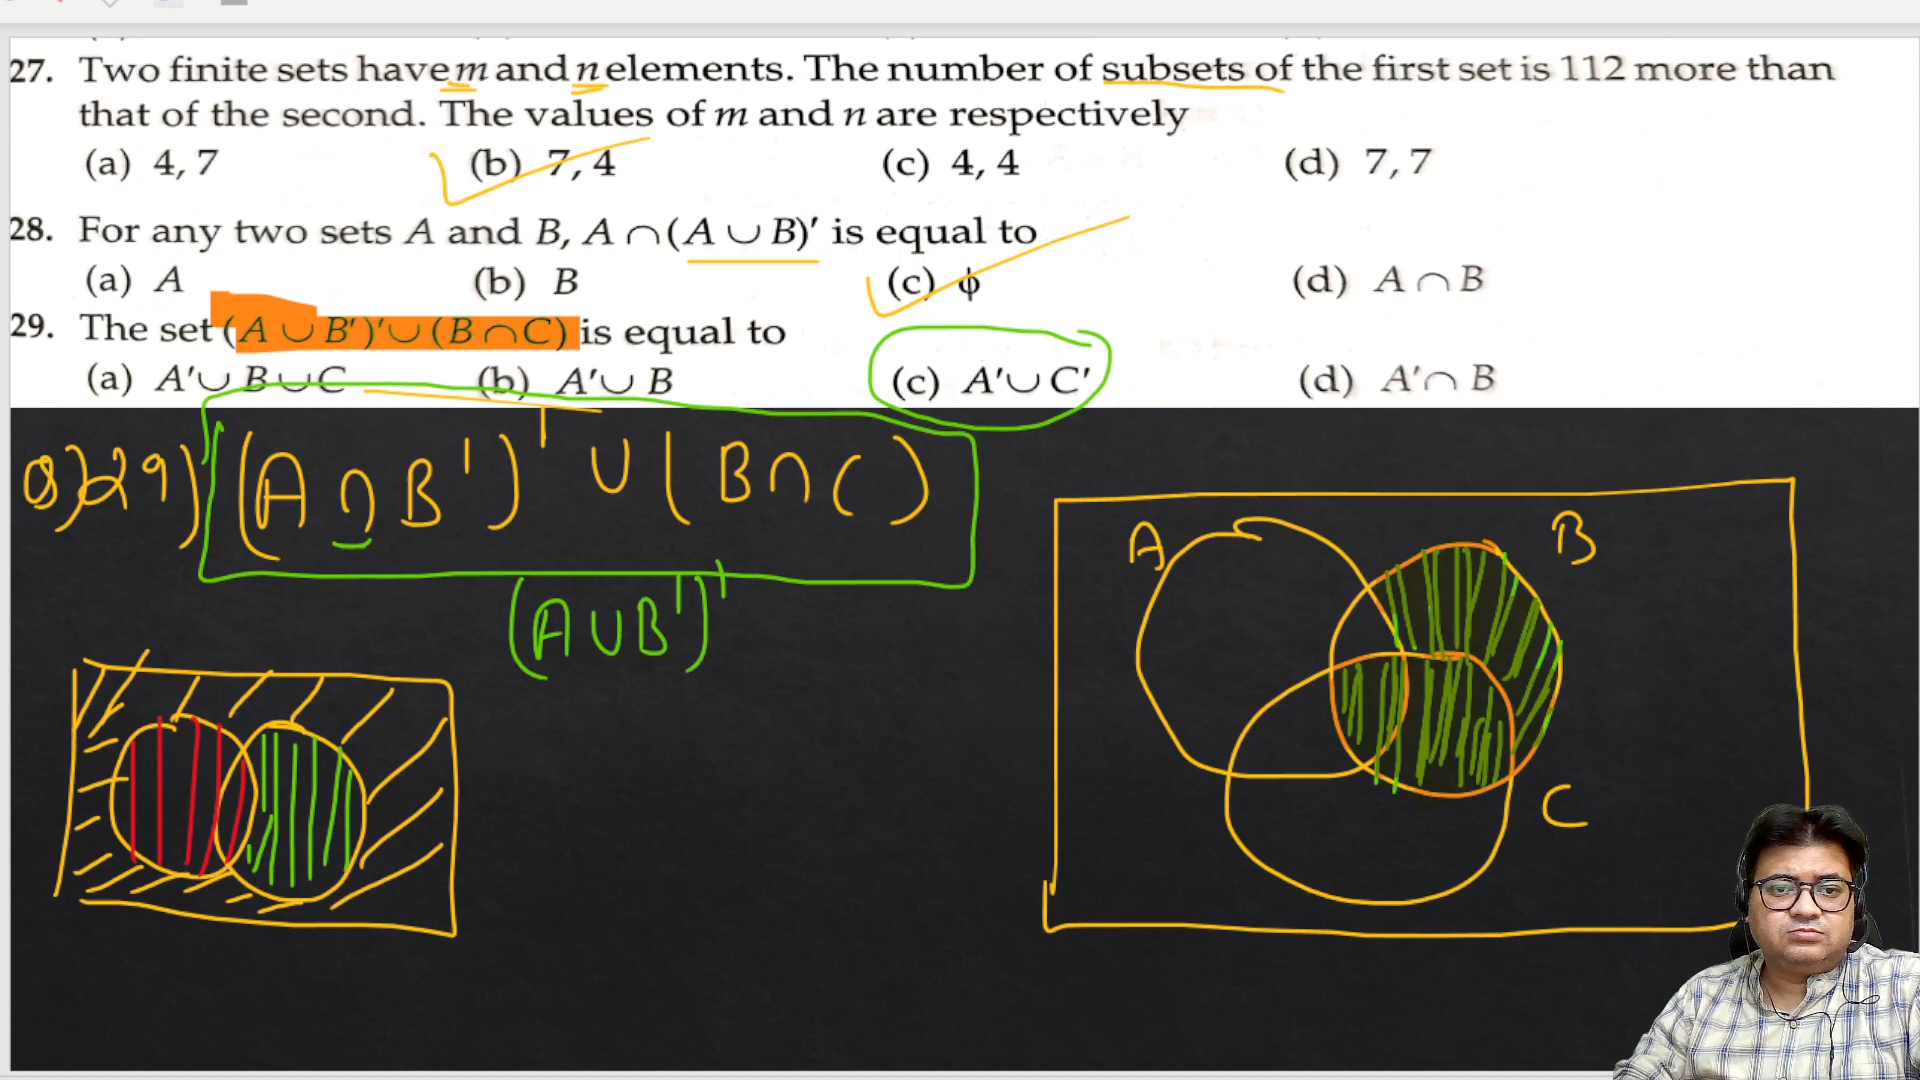 27. Two finite sets have m and n elements. The number of subsets of the first set is 112 more than
that of the second. The values of m and n are respectively
(a) 4, 7 (b) 7, 4 (c) 4, 4 (d) 7, 7
28. For any two sets A and B, A ∩ (A ∪ B)′ is equal to
(a) A (b) B (c) ϕ (d) A ∩ B
29. The set (A ∪ B′)′ ∪ (B ∩ C) is equal to
(a) A′ ∪ B ∪ C (b) A′ ∪ B (c) A′ ∪ C′ (d) A′ ∩ B
Q)29) (A ∩ B')' ∪ (B ∩ C)
(A ∪ B')'
A B
C